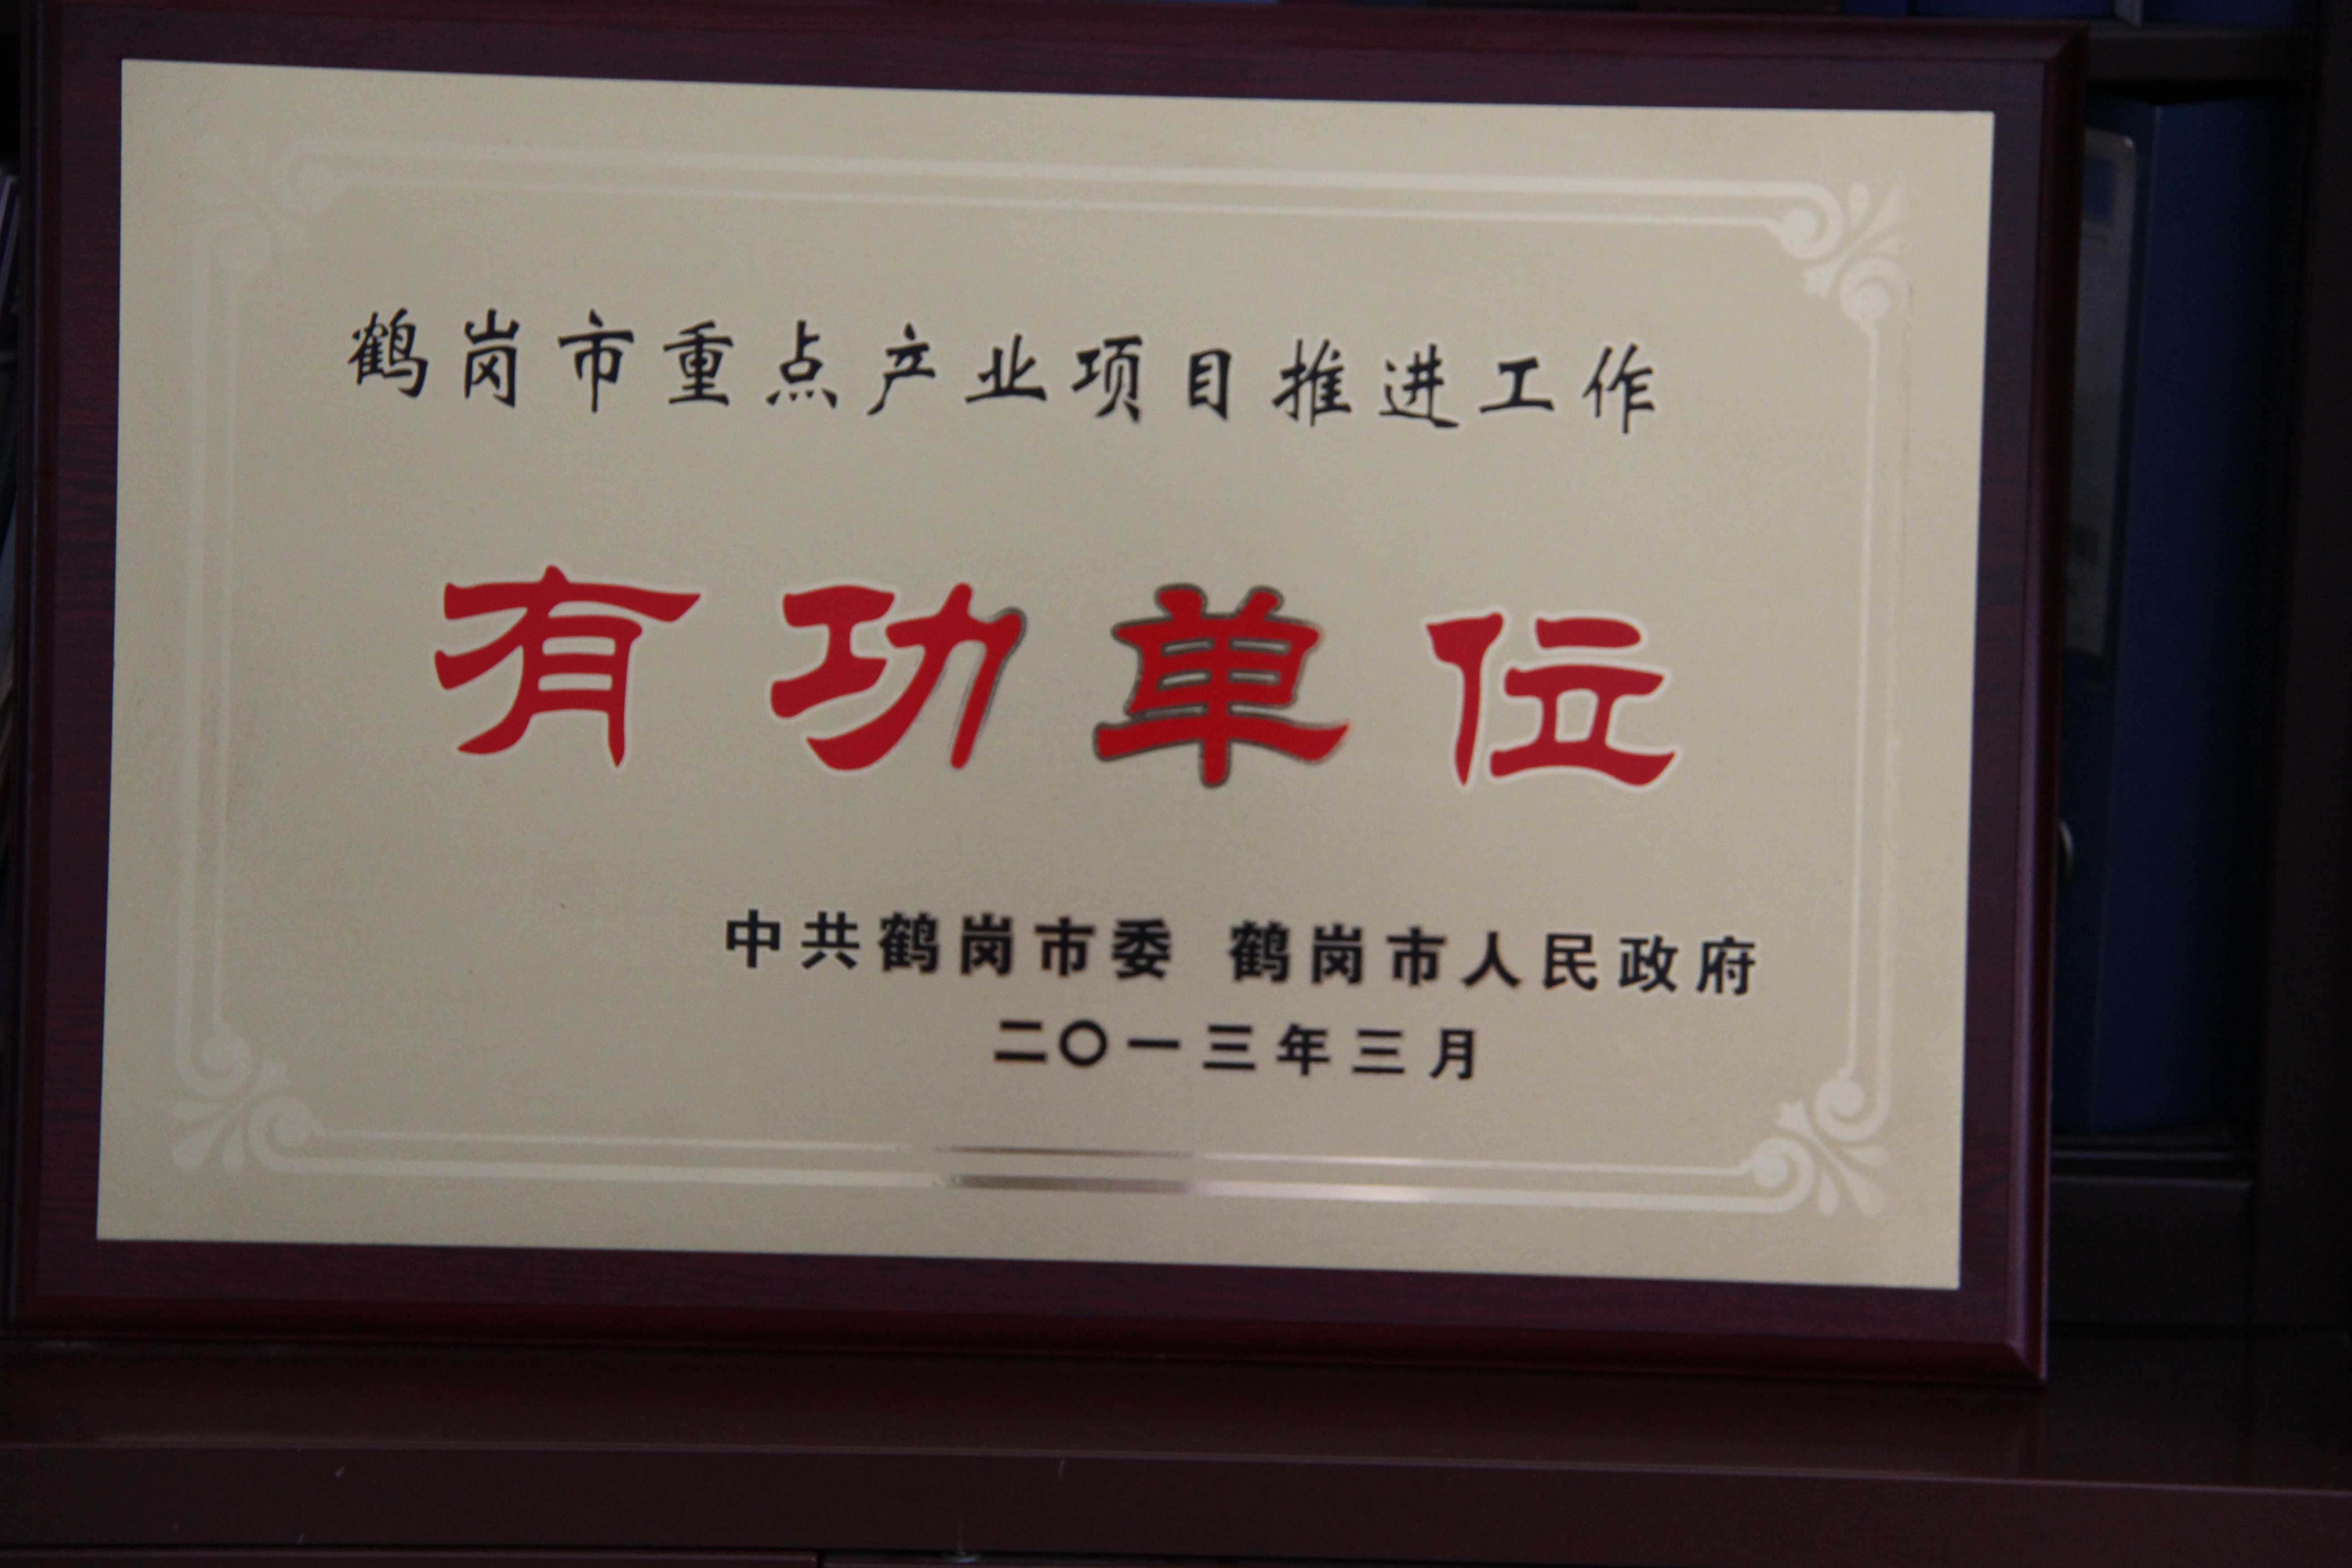 鹤岗市重点产业项目推进工作
有功单位
中共鹤岗市委 鹤岗市人民政府
二〇一三年三月